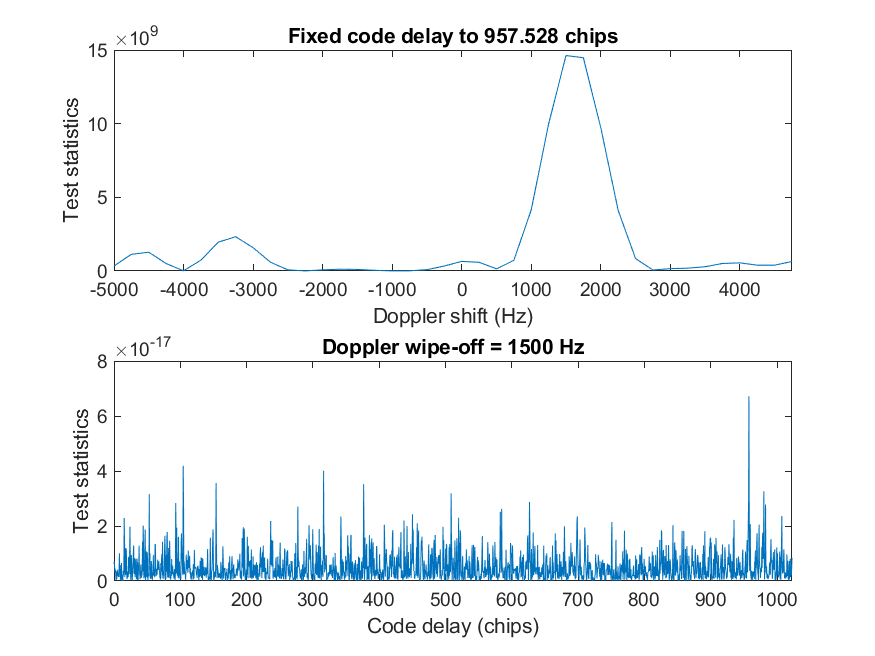 ×10^9
Fixed code delay to 957.528 chips
15
10
5
0
Test statistics
-5000 -4000 -3000 -2000 -1000 0 1000 2000 3000 4000
Doppler shift (Hz)
×10^-17
Doppler wipe-off = 1500 Hz
8
6
4
2
0
Test statistics
0 100 200 300 400 500 600 700 800 900 1000
Code delay (chips)